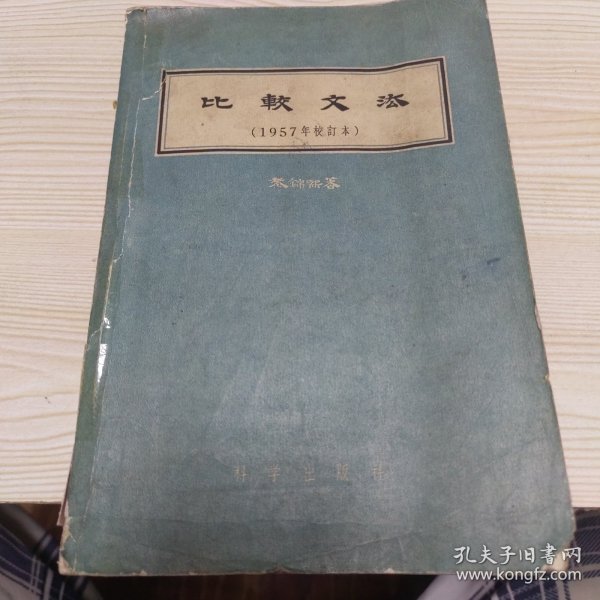 比較文法
(1957年校訂本)
黎錦熙著
科学出版社
孔夫子旧书网
www.kongfz.com